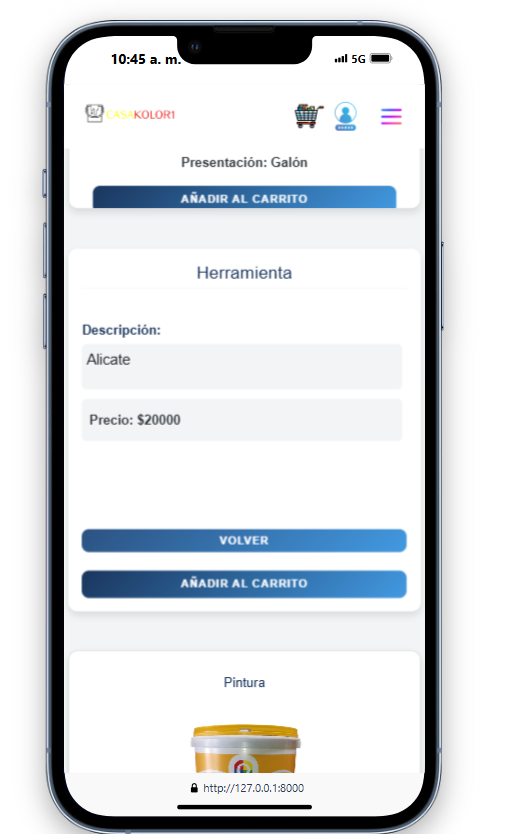 10:45 a. m.
5G
CASAKOLOR1
Presentación: Galón
AÑADIR AL CARRITO
Herramienta
Descripción:
Alicate
Precio: $20000
VOLVER
AÑADIR AL CARRITO
Pintura
http://127.0.0.1:8000